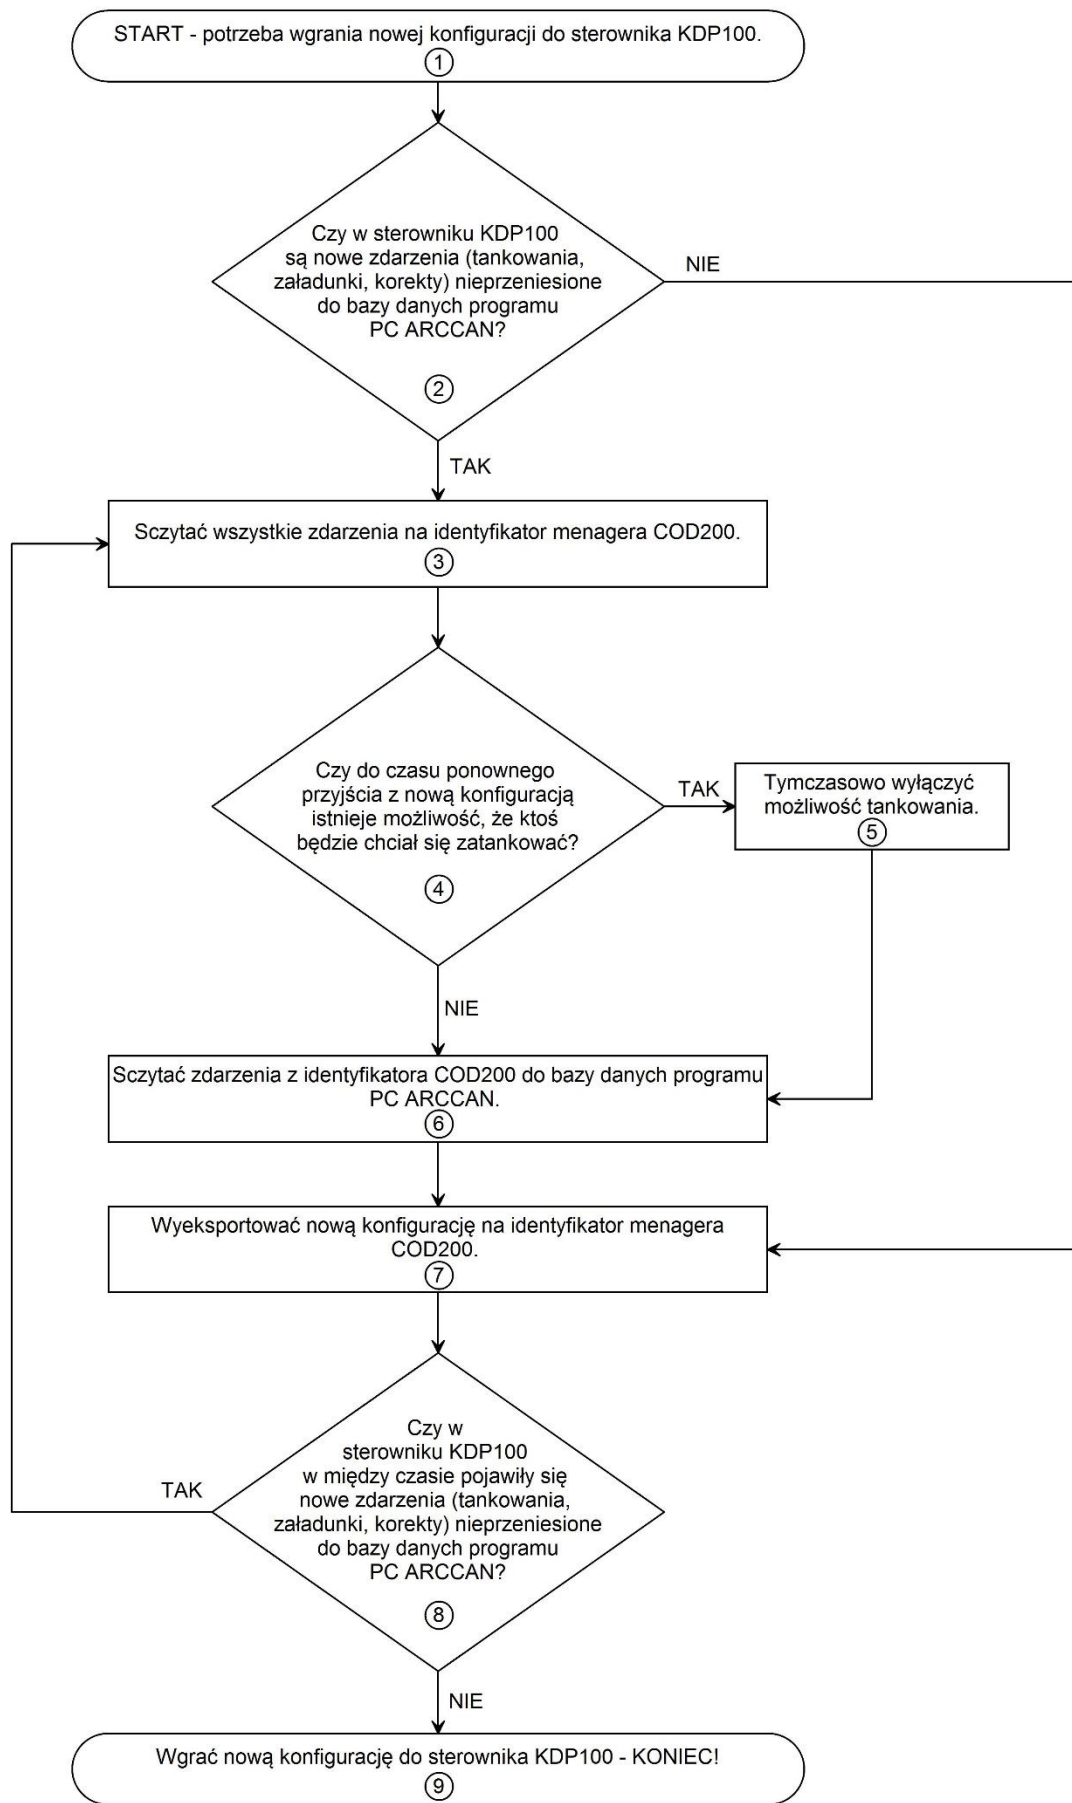 START - potrzeba wgrania nowej konfiguracji do sterownika KDP100.
1
Czy w sterowniku KDP100
są nowe zdarzenia (tankowania,
załadunki, korekty) nieprzeniesione
do bazy danych programu
PC ARCCAN?
2
NIE
TAK
Sczytać wszystkie zdarzenia na identyfikator menagera COD200.
3
Czy do czasu ponownego
przyjścia z nową konfiguracją
istnieje możliwość, że ktoś
będzie chciał się zatankować?
4
TAK
Tymczasowo wyłączyć
możliwość tankowania.
5
NIE
Sczytać zdarzenia z identyfikatora COD200 do bazy danych programu
PC ARCCAN.
6
Wyeksportować nową konfigurację na identyfikator menagera
COD200.
7
Czy w
sterowniku KDP100
w między czasie pojawiły się
nowe zdarzenia (tankowania,
załadunki, korekty) nieprzeniesione
do bazy danych programu
PC ARCCAN?
8
TAK
NIE
Wgrać nową konfigurację do sterownika KDP100 - KONIEC!
9